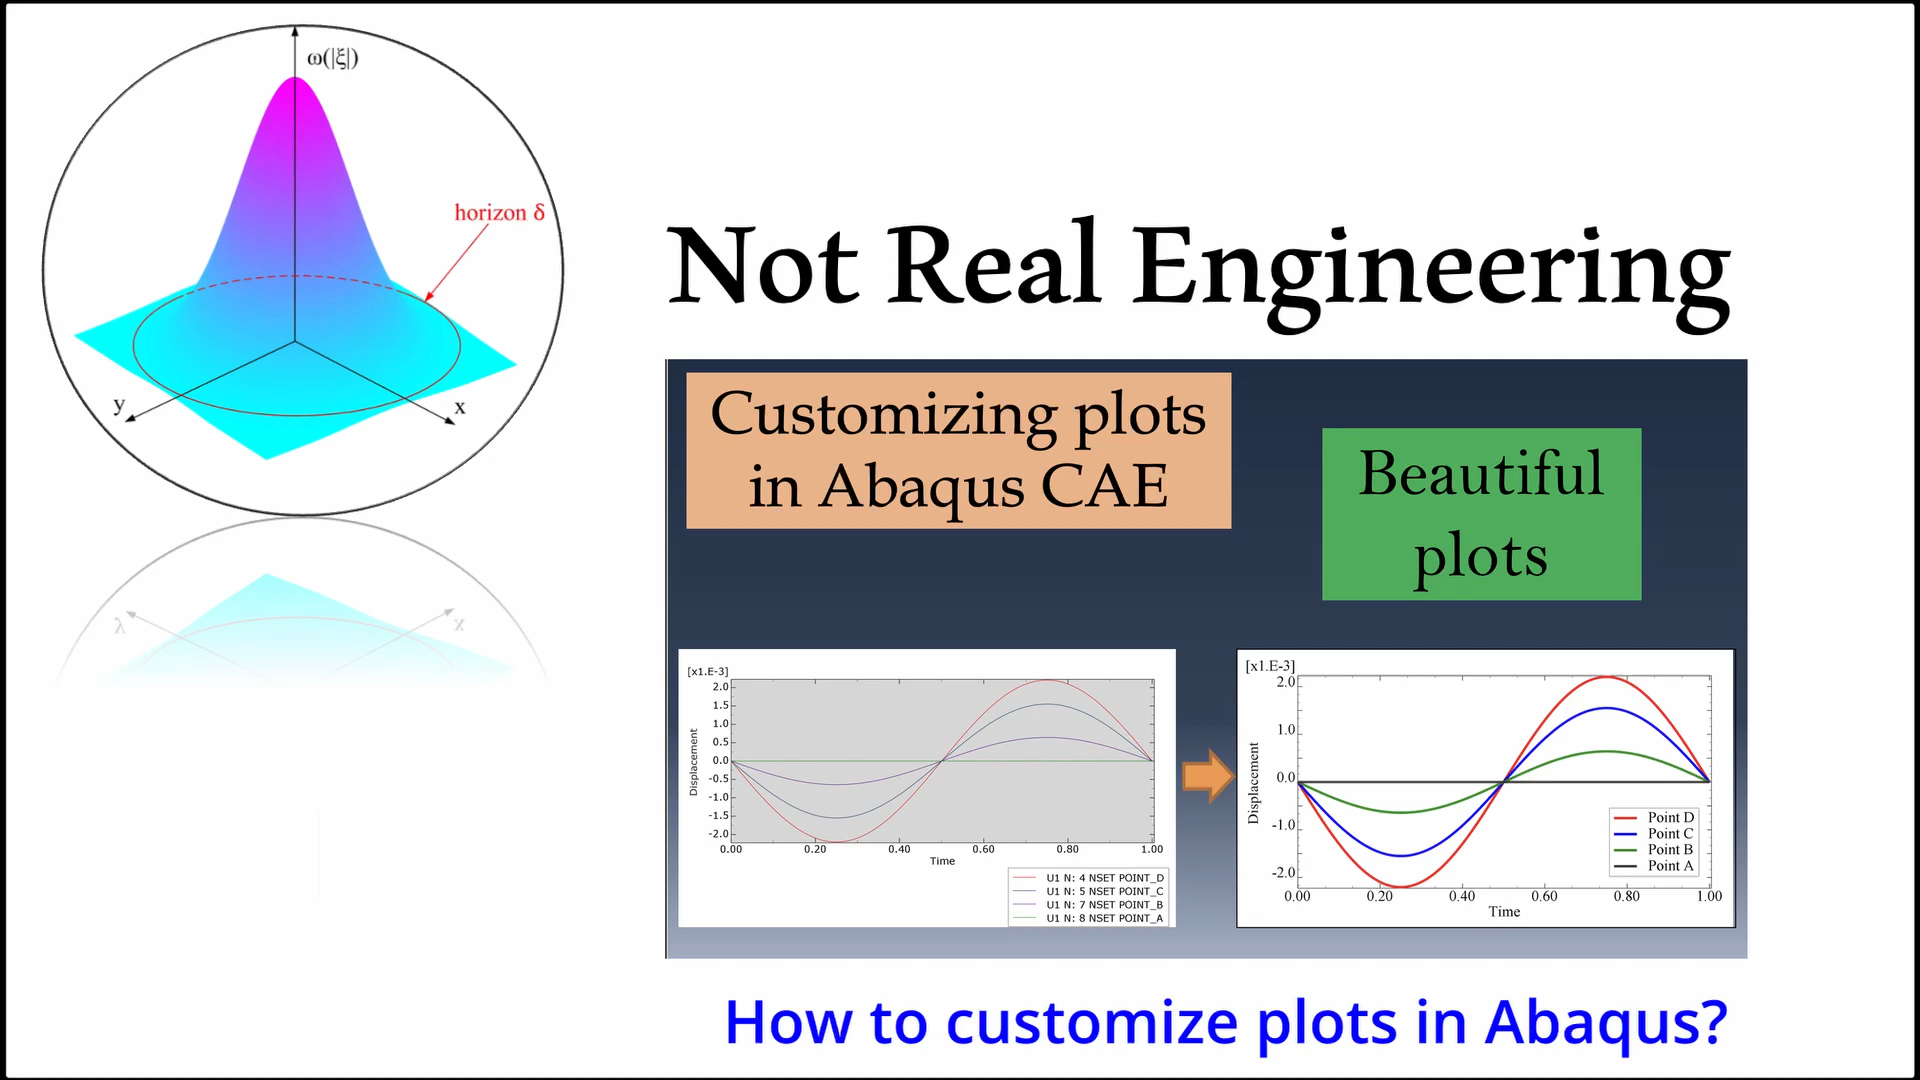 ω(|ξ|)
horizon δ
y
x
Not Real Engineering
Customizing plots
in Abaqus CAE
Beautiful
plots
[x1.E-3]
2.0
1.5
1.0
0.5
0.0
-0.5
-1.0
-1.5
-2.0
Displacement
0.00 0.20 0.40 0.60 0.80 1.00
Time
U1 N: 4 NSET POINT_D
U1 N: 5 NSET POINT_C
U1 N: 7 NSET POINT_B
U1 N: 8 NSET POINT_A
[x1.E-3]
2.0
1.0
0.0
-1.0
-2.0
Displacement
Point D
Point C
Point B
Point A
0.00 0.20 0.40 0.60 0.80 1.00
Time
How to customize plots in Abaqus?